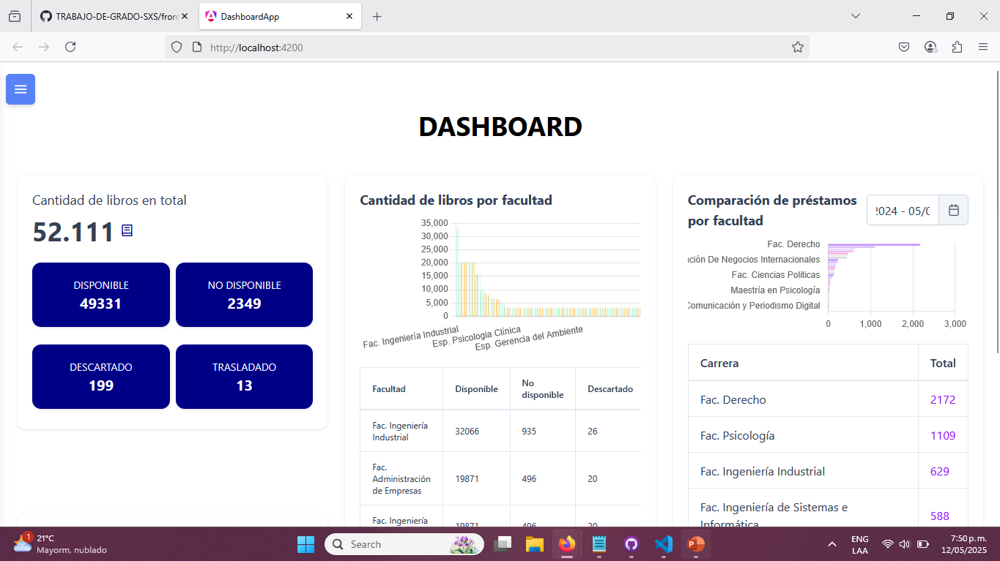 TRABAJO-DE-GRADO-SXS/fron
DashboardApp
http://localhost:4200
DASHBOARD
Cantidad de libros en total
52.111
DISPONIBLE
49331
NO DISPONIBLE
2349
DESCARTADO
199
TRASLADADO
13
Cantidad de libros por facultad
35,000
30,000
25,000
20,000
15,000
10,000
5,000
0
Fac. Ingeniería Industrial
Esp. Psicologia Clínica
Esp. Gerencia del Ambiente
Facultad Disponible No disponible Descartado
Fac. Ingeniería Industrial 32066 935 26
Fac. Administración de Empresas 19871 496 20
Fac. Ingeniería 19871 496 20
Comparación de préstamos
por facultad
2024 - 05/0
Fac. Derecho
ación De Negocios Internacionales
Fac. Ciencias Politicas
Maestría en Psicología
Comunicación y Periodismo Digital
0 1,000 2,000 3,000
Carrera Total
Fac. Derecho 2172
Fac. Psicología 1109
Fac. Ingeniería Industrial 629
Fac. Ingeniería de Sistemas e
Informática 588
1
21°C
Mayorm. nublado
Search
ENG
LAA
7:50 p. m.
12/05/2025